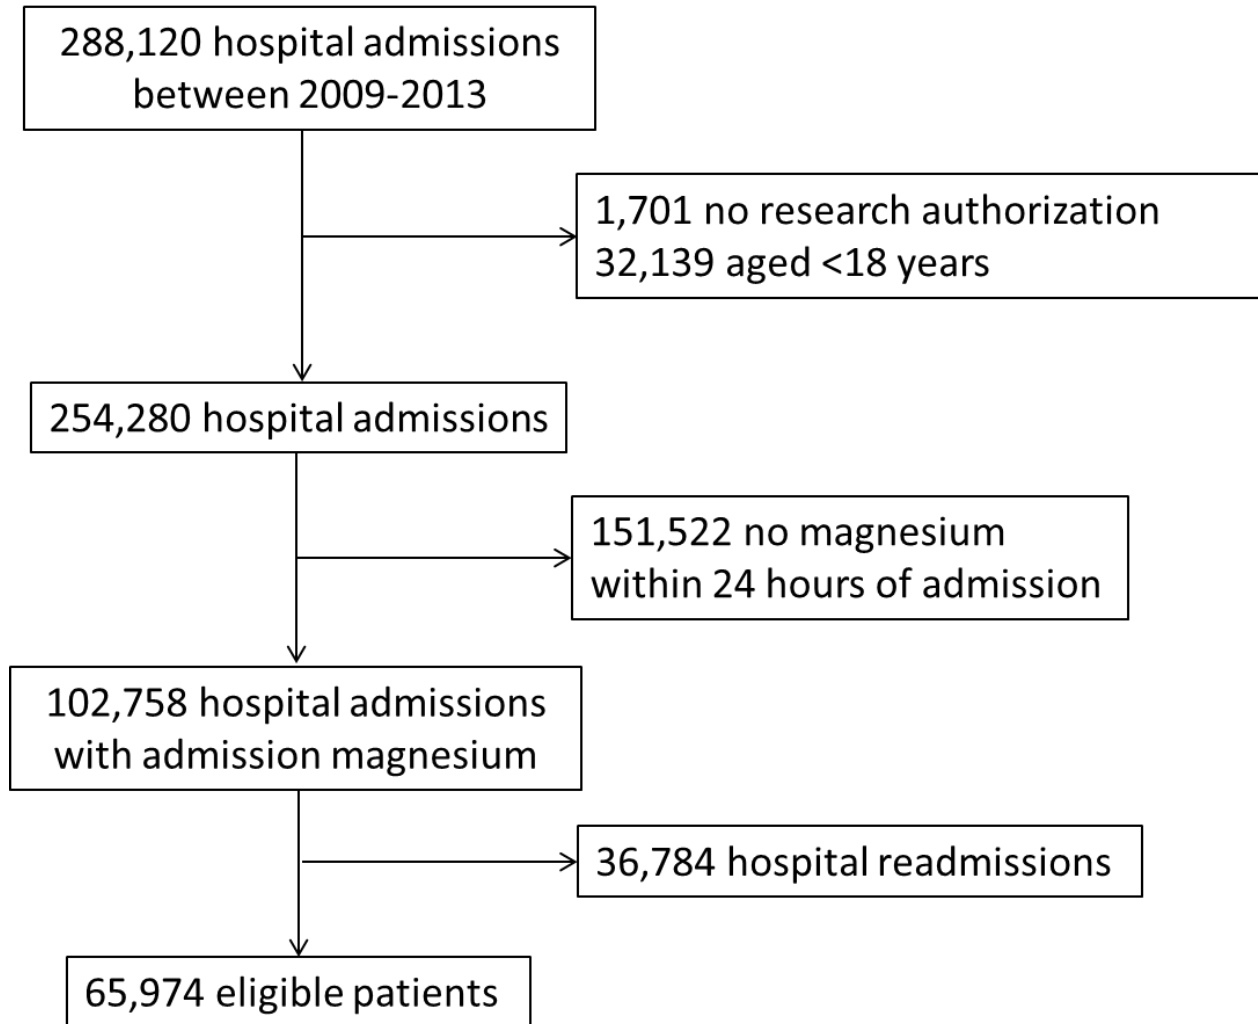 288,120 hospital admissions
between 2009-2013
1,701 no research authorization
32,139 aged <18 years
254,280 hospital admissions
151,522 no magnesium
within 24 hours of admission
102,758 hospital admissions
with admission magnesium
36,784 hospital readmissions
65,974 eligible patients